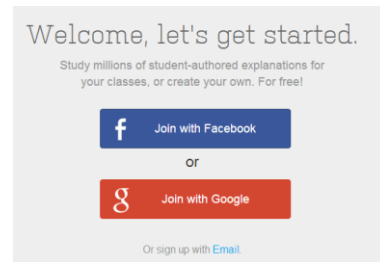 Welcome, let's get started.
Study millions of student-authored explanations for
your classes, or create your own. For free!
f Join with Facebook
or
g Join with Google
Or sign up with Email.